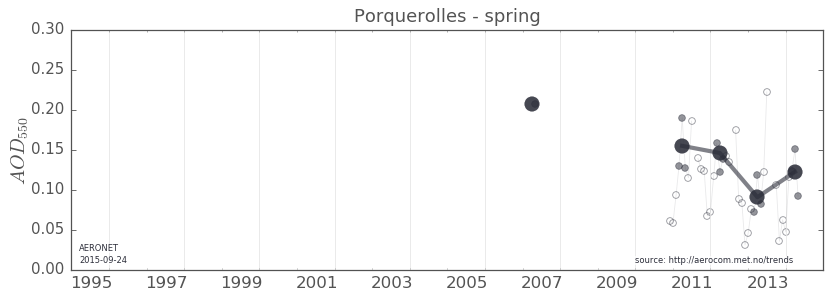 Porquerolles - spring
0.30
0.25
0.20
0.15
0.10
0.05
0.00
AOD550
AERONET
2015-09-24
source: http://aerocom.met.no/trends
1995 1997 1999 2001 2003 2005 2007 2009 2011 2013